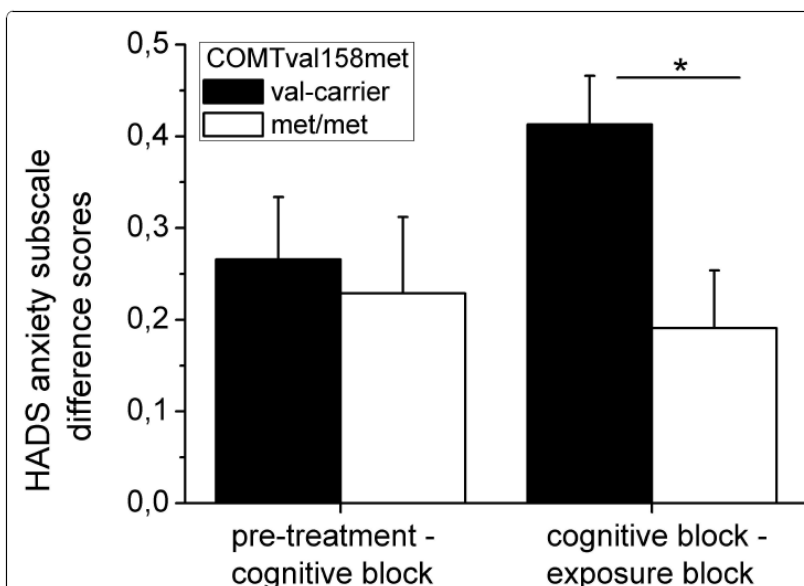 HADS anxiety subscale
difference scores
0,5
0,4
0,3
0,2
0,1
0,0
COMTval158met
val-carrier
met/met
*
pre-treatment -
cognitive block
cognitive block -
exposure block